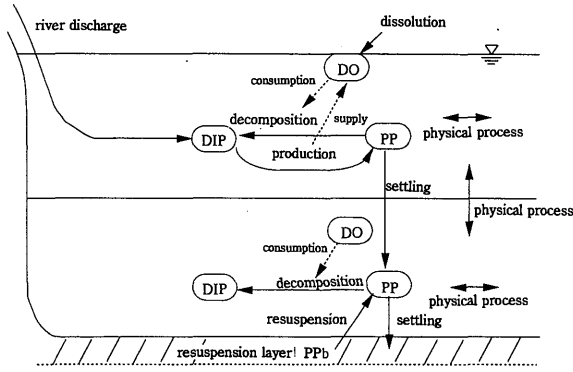 river discharge
dissolution
DO
consumption
decomposition
supply
DIP
PP
production
physical process
settling
physical process
DO
consumption
DIP
decomposition
PP
physical process
resuspension
settling
resuspension layer! PPb